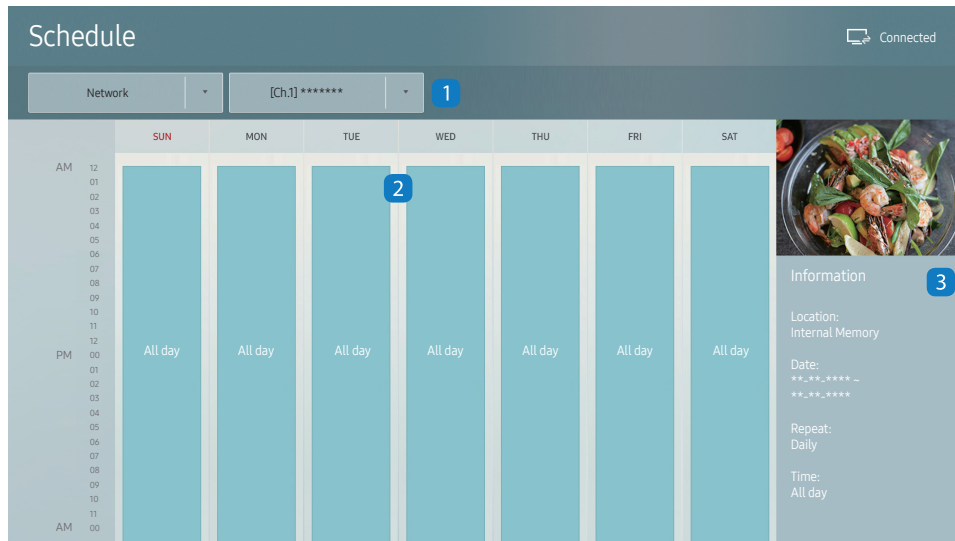 Schedule
Connected
Network
[Ch.1] *******
1
SUN MON TUE WED THU FRI SAT
AM 12
01
02
2
03
04
05
06
07
08
09
10
11
12
PM 00
All day All day All day All day All day All day All day
01
02
03
04
05
06
07
08
09
10
11
AM 00
Information
3
Location:
Internal Memory
Date:
**-**-**** ~
**-**-****
Repeat:
Daily
Time:
All day